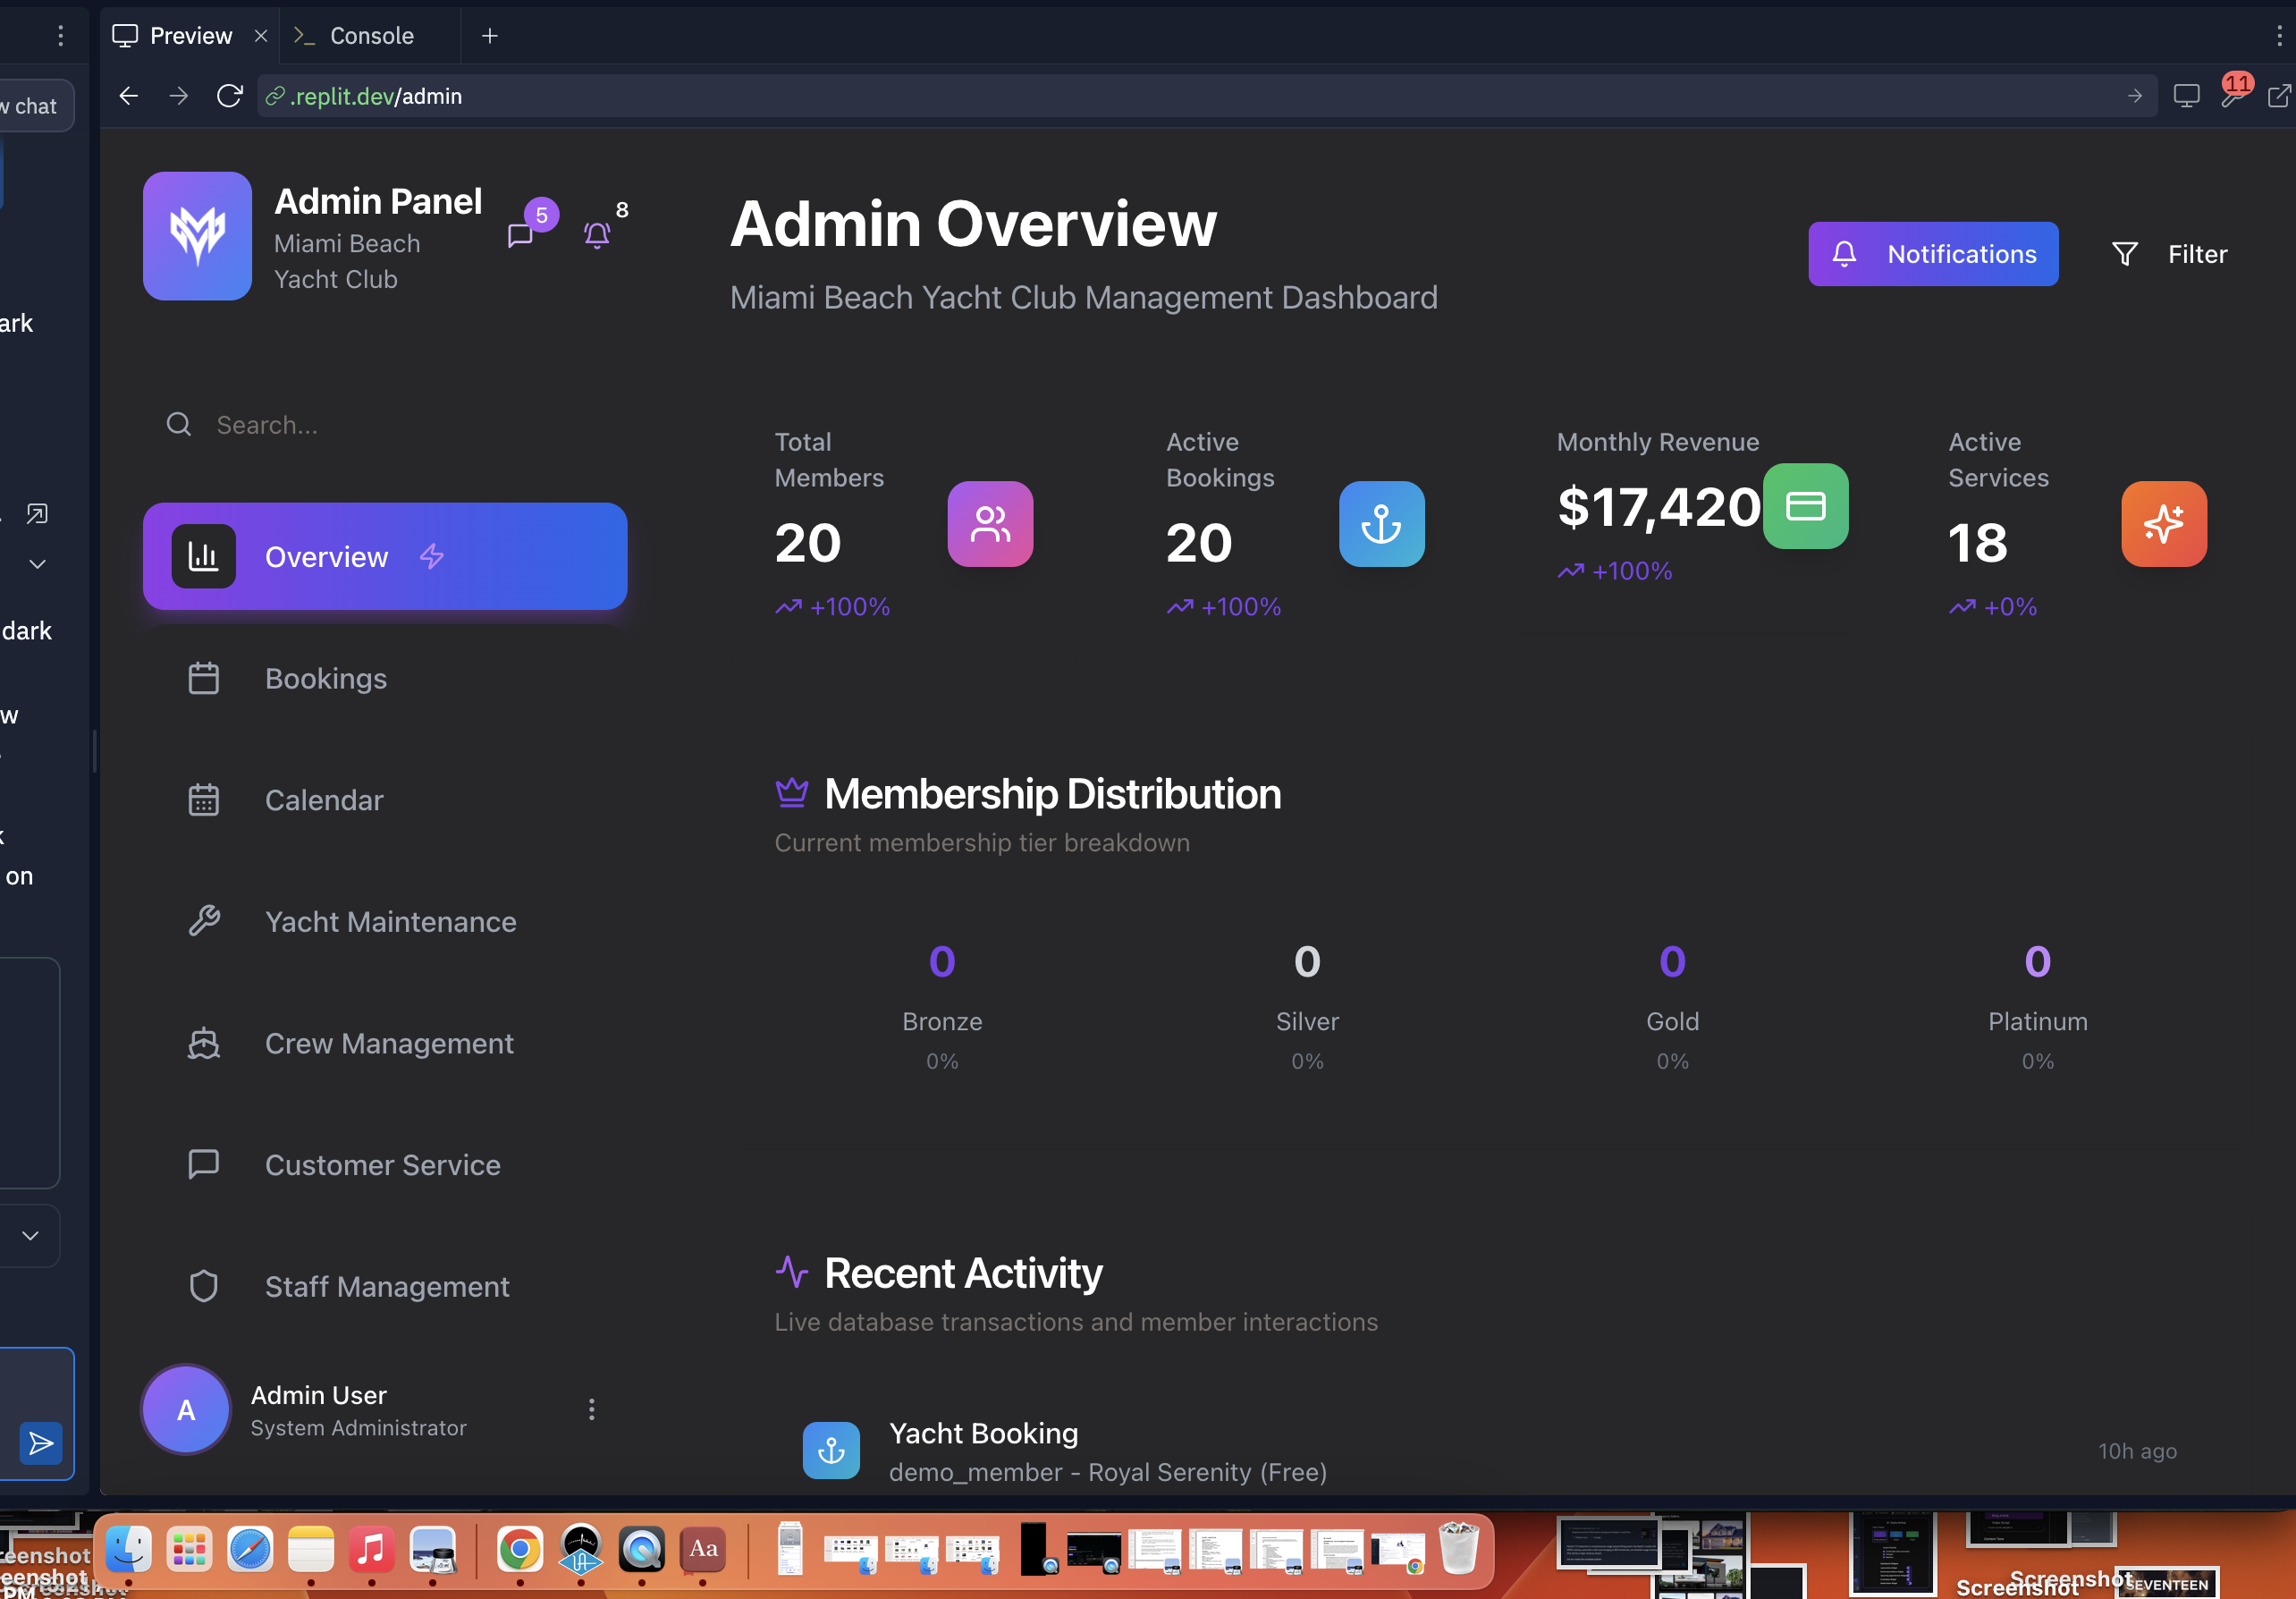 Preview
Console
w chat
.replit.dev/admin
11
ark
dark
w
k
on
Admin Panel
Miami Beach
Yacht Club
5
8
Search...
Overview
Bookings
Calendar
Yacht Maintenance
Crew Management
Customer Service
Staff Management
A
Admin User
System Administrator
Admin Overview
Miami Beach Yacht Club Management Dashboard
Notifications
Filter
Total
Members
20
+100%
Active
Bookings
20
+100%
Monthly Revenue
$17,420
+100%
Active
Services
18
+0%
Membership Distribution
Current membership tier breakdown
0
Bronze
0%
0
Silver
0%
0
Gold
0%
0
Platinum
0%
Recent Activity
Live database transactions and member interactions
Yacht Booking
demo_member - Royal Serenity (Free)
10h ago
reenshot
eenshot
PM
Aa
Screenshot
Screenshot
SEVENTEEN